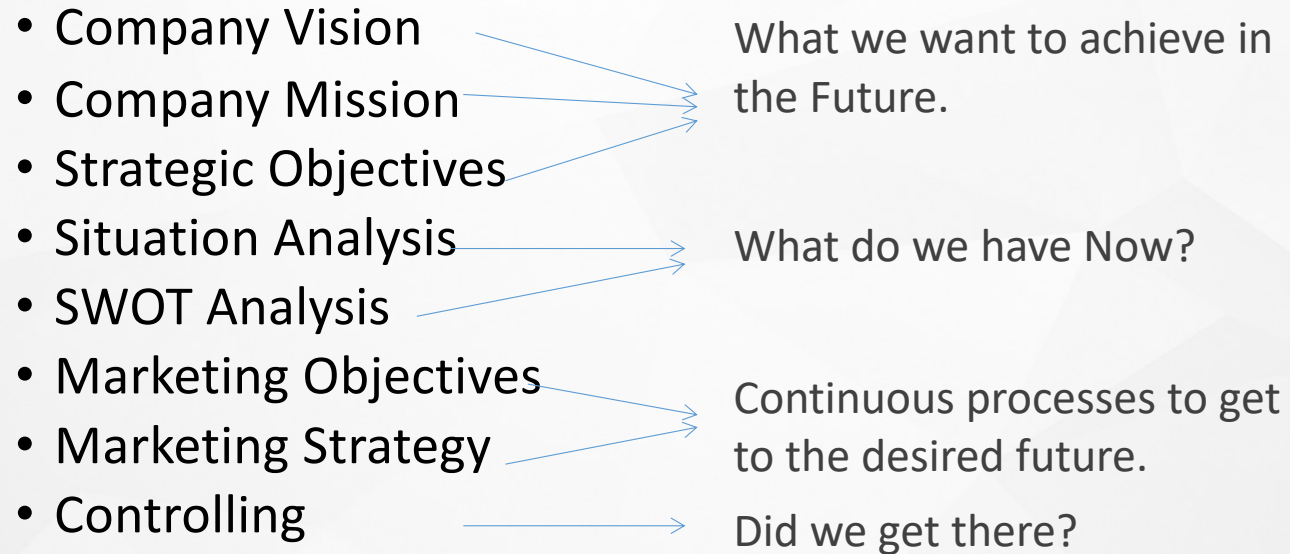 • Company Vision
• Company Mission
• Strategic Objectives
• Situation Analysis
• SWOT Analysis
• Marketing Objectives
• Marketing Strategy
• Controlling
What we want to achieve in
the Future.
What do we have Now?
Continuous processes to get
to the desired future.
Did we get there?